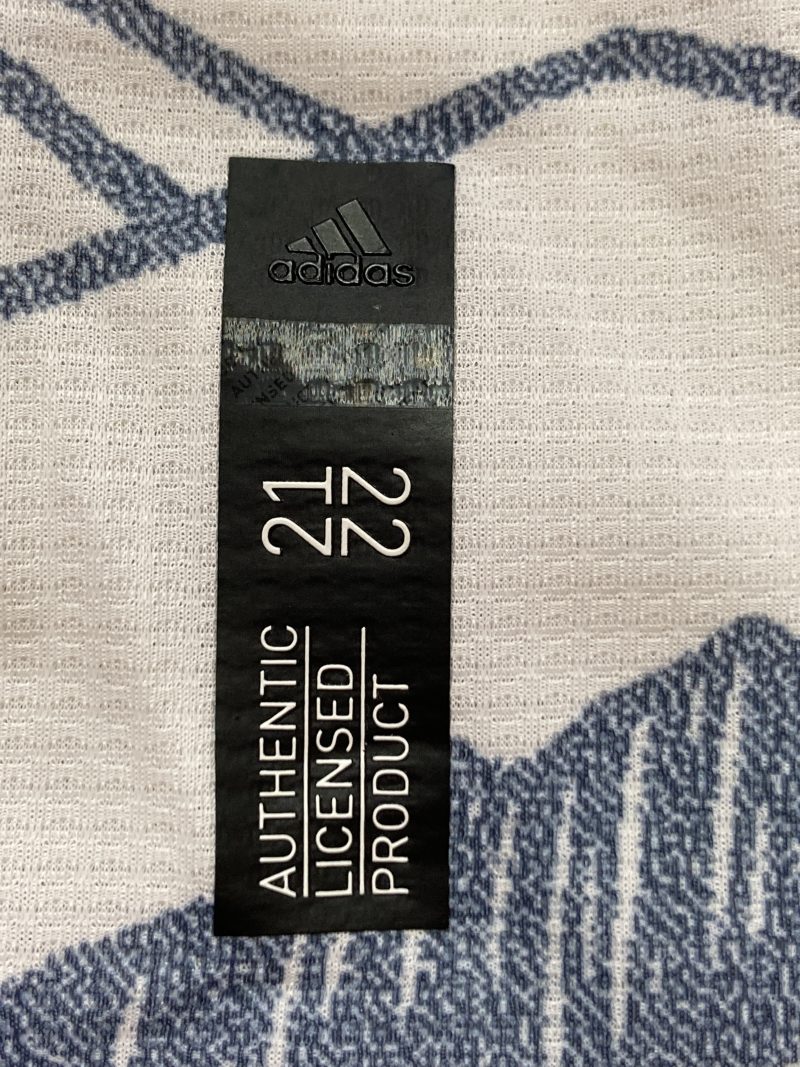 adidas
21
22
AUTHENTIC
LICENSED
PRODUCT